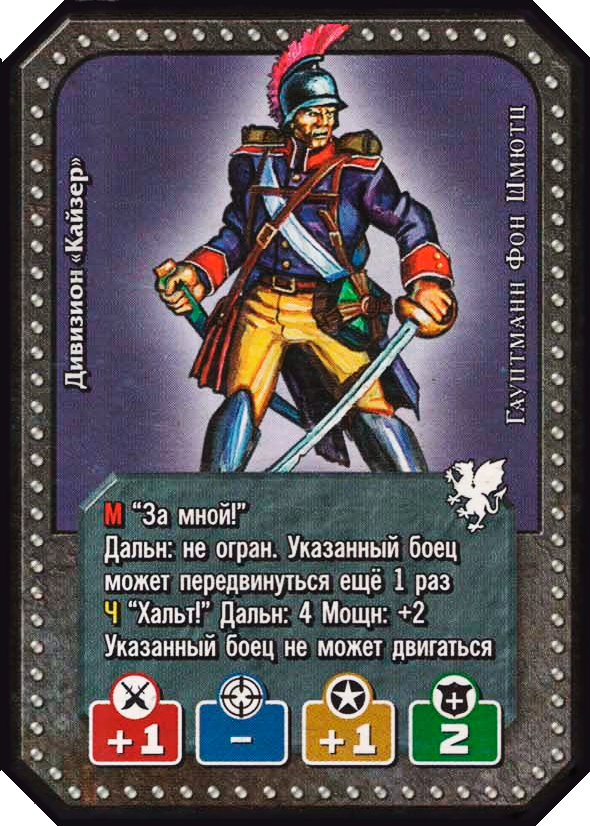 Дивизион «Кайзер»
Гауптманн Фон Шмютц
М “За мной!”
Дальн: не огран. Указанный боец
может передвинуться ещё 1 раз
Ч “Хальт!” Дальн: 4 Мощн: +2
Указанный боец не может двигаться
+1 - +1 2